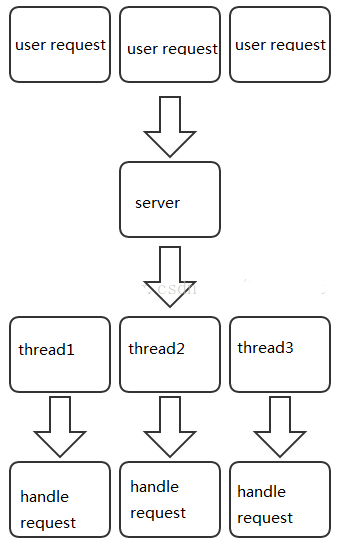 user request
user request
user request
server
csdn
thread1
thread2
thread3
handle
request
handle
request
handle
request